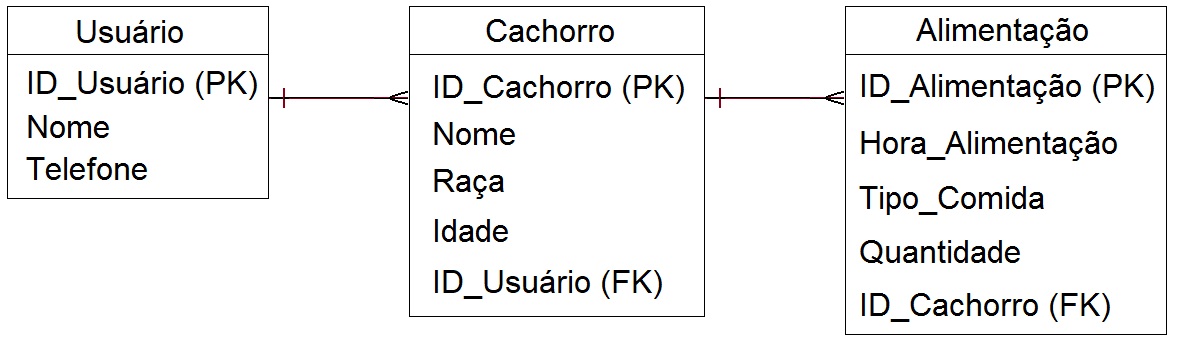 Usuário
ID_Usuário (PK)
Nome
Telefone
Cachorro
ID_Cachorro (PK)
Nome
Raça
Idade
ID_Usuário (FK)
Alimentação
ID_Alimentação (PK)
Hora_Alimentação
Tipo_Comida
Quantidade
ID_Cachorro (FK)